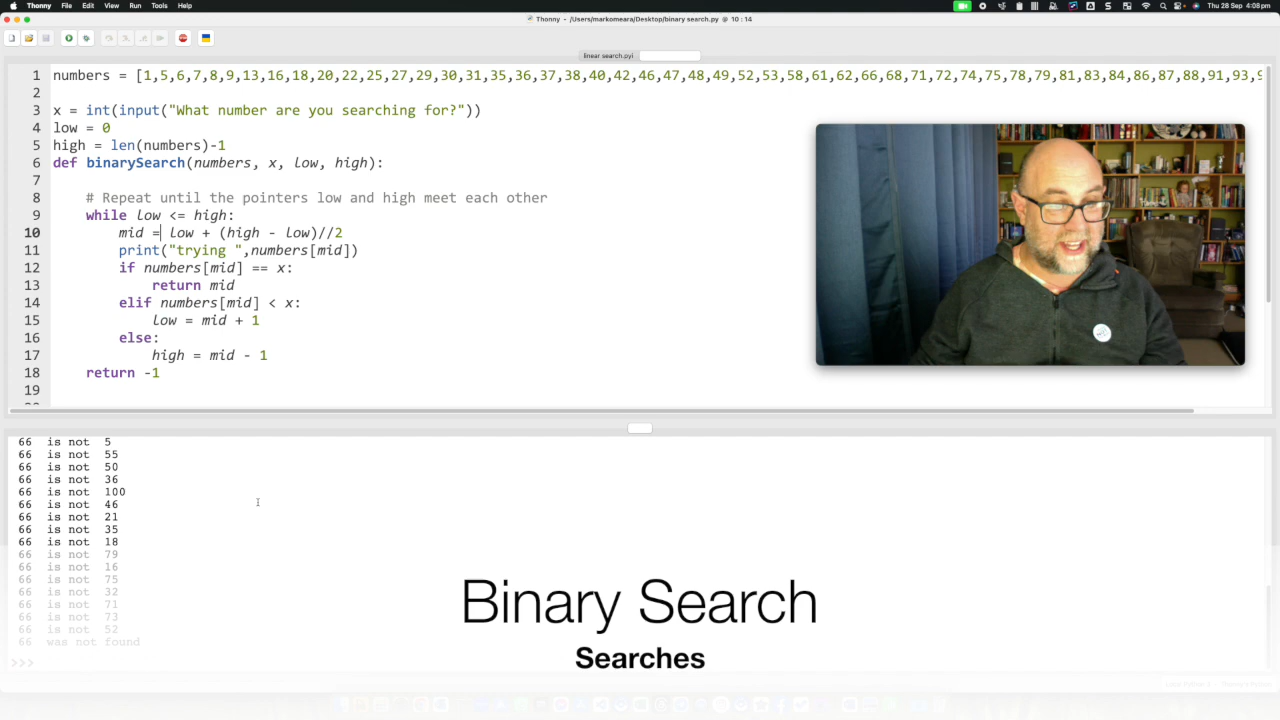 Thonny File Edit View Run Tools Help
Thu 28 Sep 4:08pm
Thonny - /Users/markomeara/Desktop/binary search.py @ 10 : 14
linear search.pyi
1 numbers = [1,5,6,7,8,9,13,16,18,20,22,25,27,29,30,31,35,36,37,38,40,42,46,47,48,49,52,53,58,61,62,66,68,71,72,74,75,78,79,81,83,84,86,87,88,91,93,9
2
3 x = int(input("What number are you searching for?"))
4 low = 0
5 high = len(numbers)-1
6 def binarySearch(numbers, x, low, high):
7
8 # Repeat until the pointers low and high meet each other
9 while low <= high:
10 mid = low + (high - low)//2
11 print("trying ",numbers[mid])
12 if numbers[mid] == x:
13 return mid
14 elif numbers[mid] < x:
15 low = mid + 1
16 else:
17 high = mid - 1
18 return -1
19
66 is not 5
66 is not 55
66 is not 50
66 is not 36
66 is not 100
66 is not 46
66 is not 21
66 is not 35
66 is not 18
66 is not 79
66 is not 16
66 is not 75
66 is not 32
66 is not 71
66 is not 73
66 is not 52
66 was not found
>>>
Binary Search
Searches